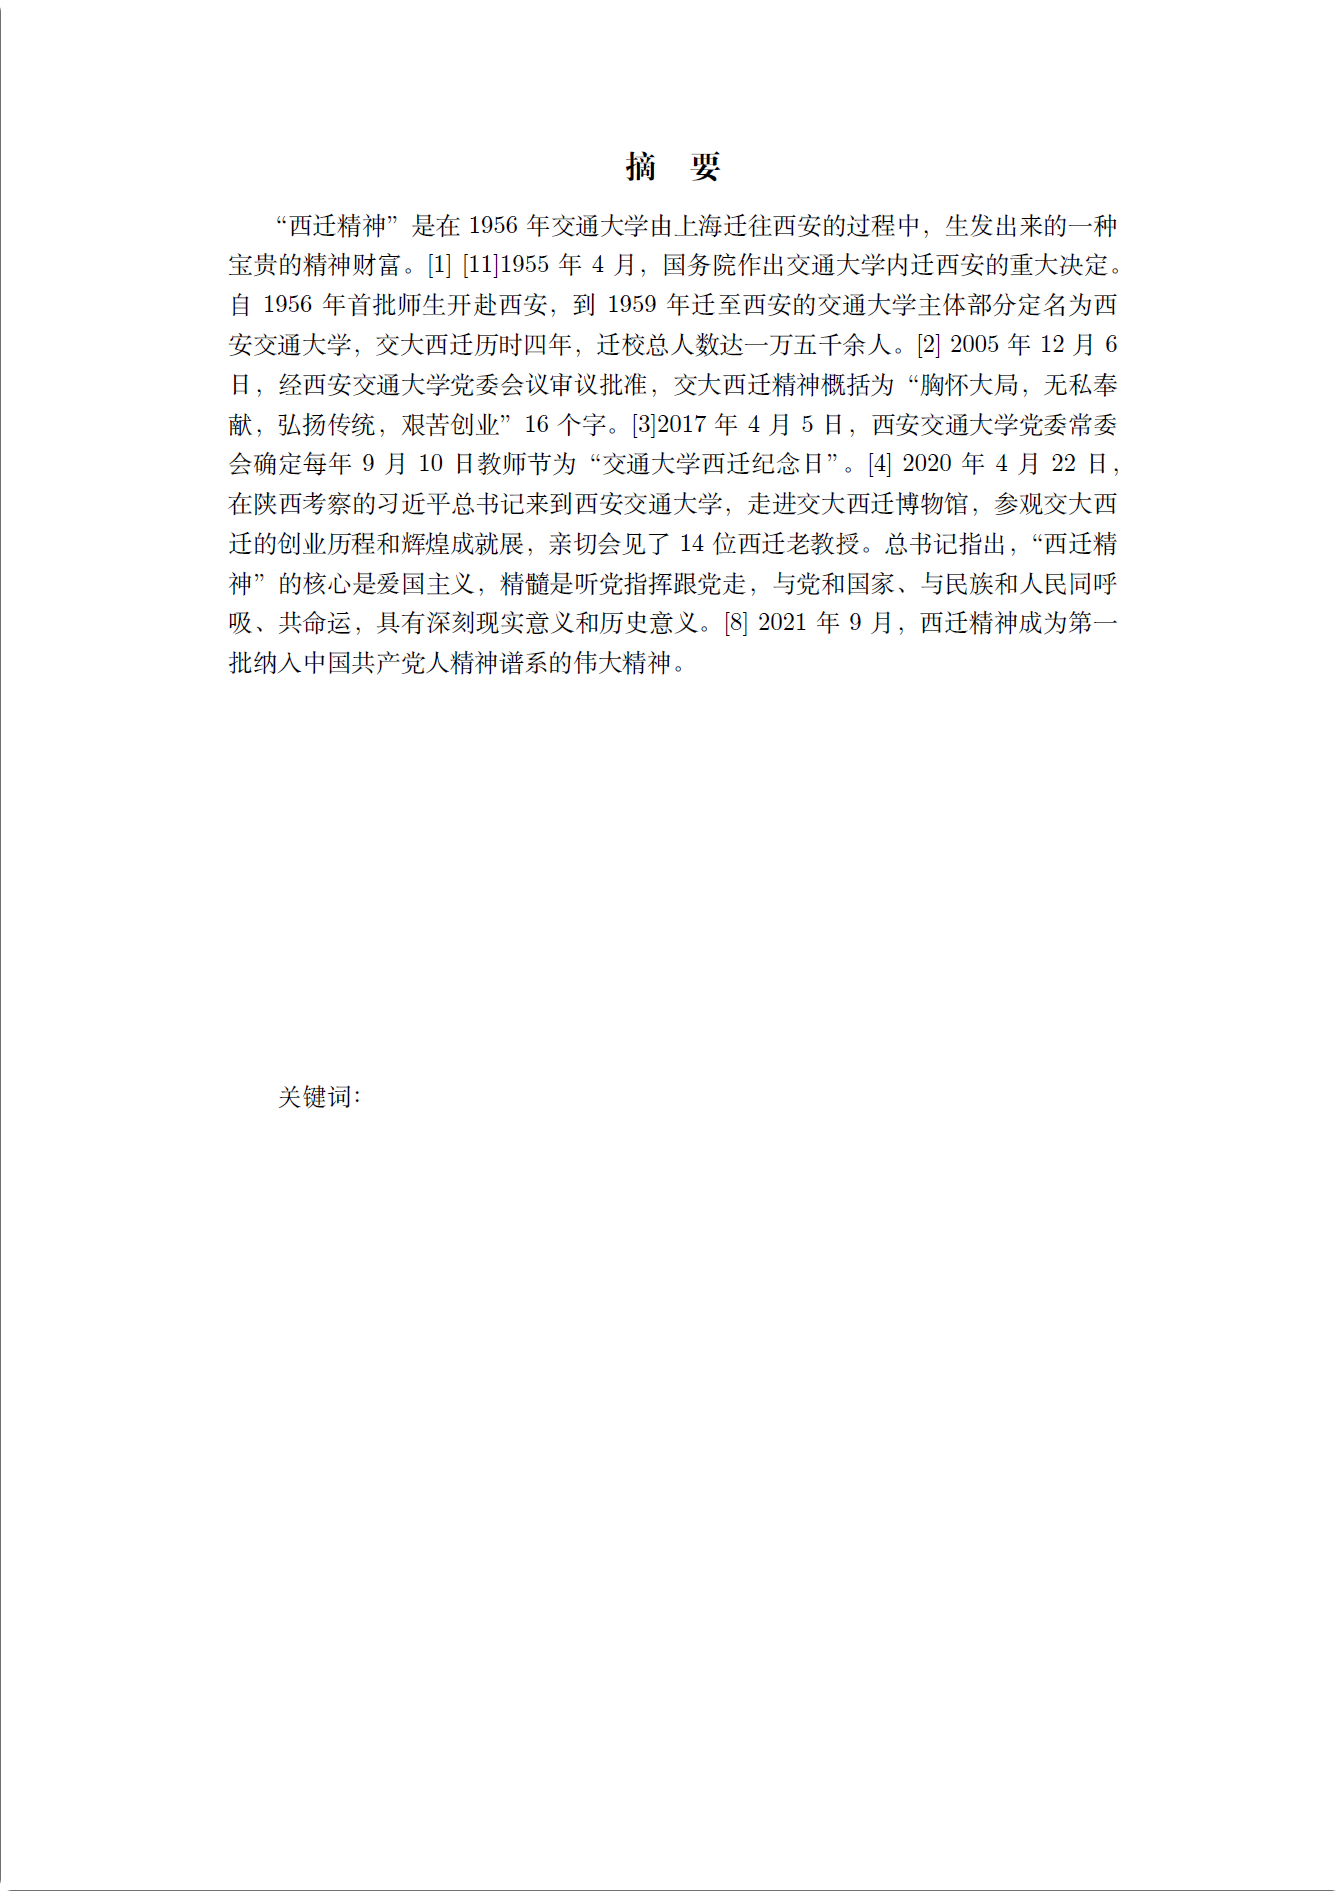 摘 要
“西迁精神”是在 1956 年交通大学由上海迁往西安的过程中，生发出来的一种
宝贵的精神财富。[1] [11]1955 年 4 月，国务院作出交通大学内迁西安的重大决定。
自 1956 年首批师生开赴西安，到 1959 年迁至西安的交通大学主体部分定名为西
安交通大学，交大西迁历时四年，迁校总人数达一万五千余人。[2] 2005 年 12 月 6
日，经西安交通大学党委会议审议批准，交大西迁精神概括为“胸怀大局，无私奉
献，弘扬传统，艰苦创业”16 个字。[3]2017 年 4 月 5 日，西安交通大学党委常委
会确定每年 9 月 10 日教师节为“交通大学西迁纪念日”。[4] 2020 年 4 月 22 日，
在陕西考察的习近平总书记来到西安交通大学，走进交大西迁博物馆，参观交大西
迁的创业历程和辉煌成就展，亲切会见了 14 位西迁老教授。总书记指出，“西迁精
神”的核心是爱国主义，精髓是听党指挥跟党走，与党和国家、与民族和人民同呼
吸、共命运，具有深刻现实意义和历史意义。[8] 2021 年 9 月，西迁精神成为第一
批纳入中国共产党人精神谱系的伟大精神。
关键词：